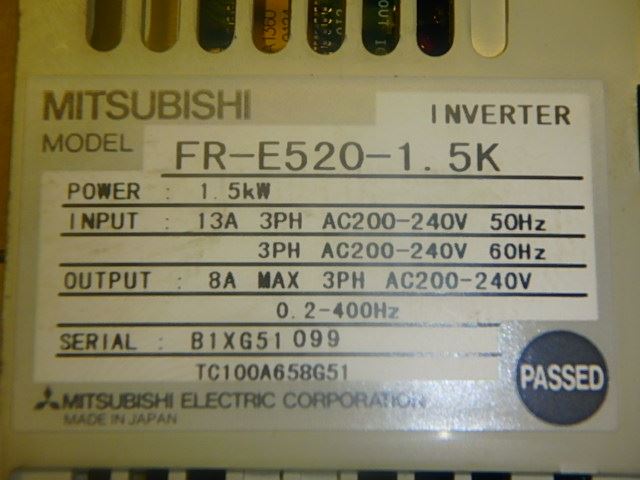 MITSUBISHI INVERTER
MODEL FR-E520-1.5K
POWER : 1.5kW
INPUT : 13A 3PH AC200-240V 50Hz
3PH AC200-240V 60Hz
OUTPUT : 8A MAX 3PH AC200-240V
0.2-400Hz
SERIAL : B1XG51099
TC100A658G51
PASSED
MITSUBISHI ELECTRIC CORPORATION
MADE IN JAPAN